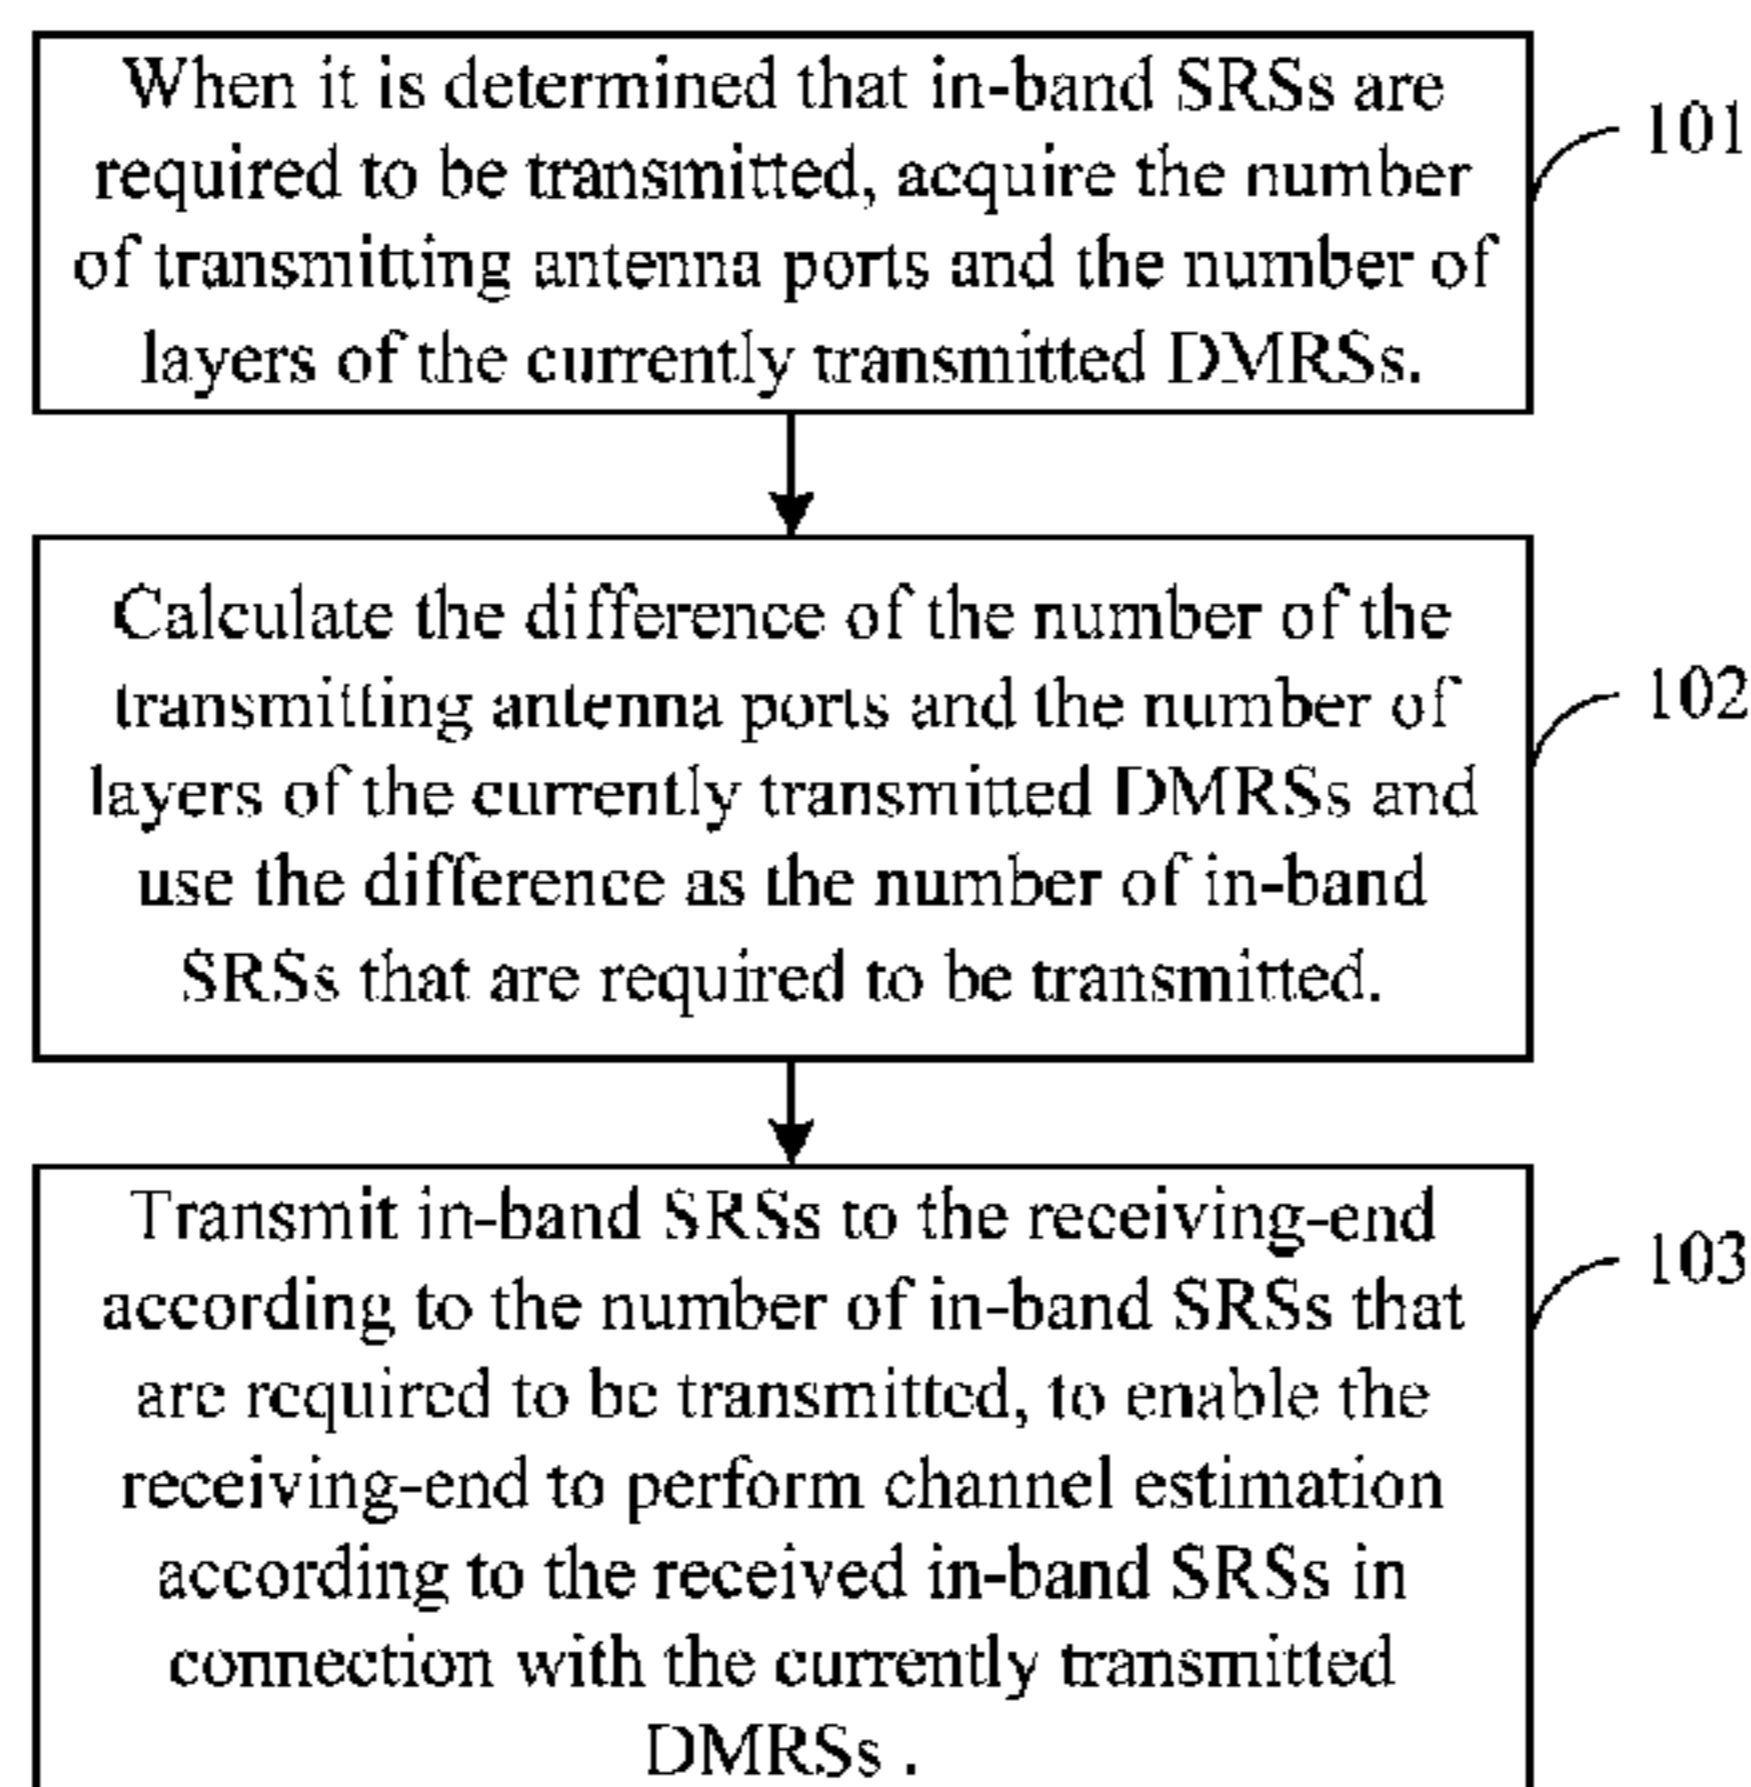 When it is determined that in-band SRSs are
required to be transmitted, acquire the number
of transmitting antenna ports and the number of
layers of the currently transmitted DMRSs.
101
Calculate the difference of the number of the
transmitting antenna ports and the number of
layers of the currently transmitted DMRSs and
use the difference as the number of in-band
SRSs that are required to be transmitted.
102
Transmit in-band SRSs to the receiving-end
according to the number of in-band SRSs that
are required to be transmitted, to enable the
receiving-end to perform channel estimation
according to the received in-band SRSs in
connection with the currently transmitted
DMRSs .
103